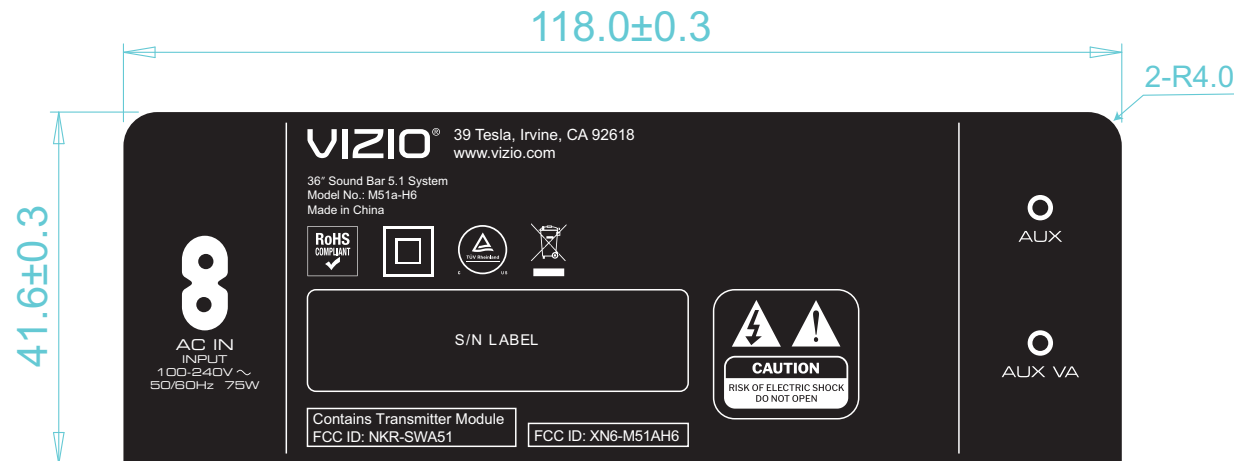 118.0±0.3
2-R4.0
41.6±0.3
VIZIO®
39 Tesla, Irvine, CA 92618
www.vizio.com
36″ Sound Bar 5.1 System
Model No.: M51a-H6
Made in China
RoHS
COMPLIANT
TÜV Rheinland
C US
AC IN
INPUT
100-240V ~
50/60Hz 75W
S/N LABEL
CAUTION
RISK OF ELECTRIC SHOCK
DO NOT OPEN
AUX
AUX VA
Contains Transmitter Module
FCC ID: NKR-SWA51
FCC ID: XN6-M51AH6